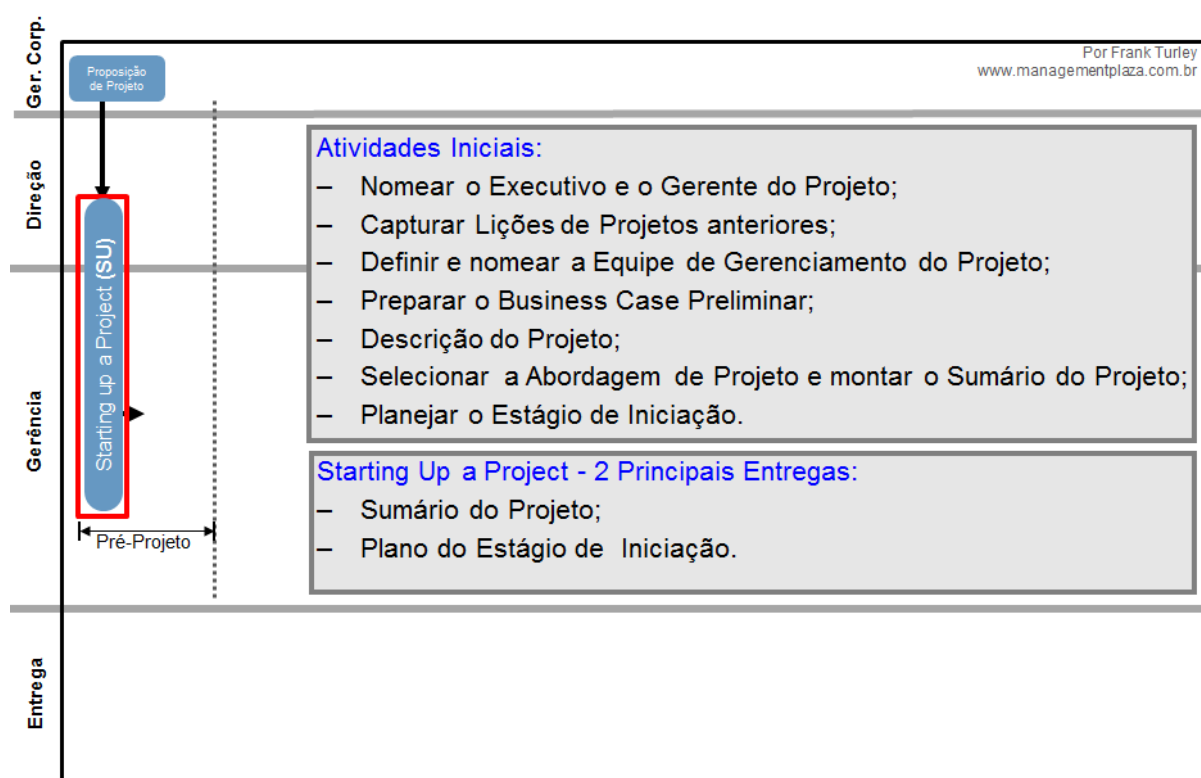 Ger. Corp.
Proposição
de Projeto
Por Frank Turley
www.managementplaza.com.br
Direção
Gerência
Entrega
Starting up a Project (SU)
Pré-Projeto
Atividades Iniciais:
– Nomear o Executivo e o Gerente do Projeto;
– Capturar Lições de Projetos anteriores;
– Definir e nomear a Equipe de Gerenciamento do Projeto;
– Preparar o Business Case Preliminar;
– Descrição do Projeto;
– Selecionar a Abordagem de Projeto e montar o Sumário do Projeto;
– Planejar o Estágio de Iniciação.
Starting Up a Project - 2 Principais Entregas:
– Sumário do Projeto;
– Plano do Estágio de Iniciação.